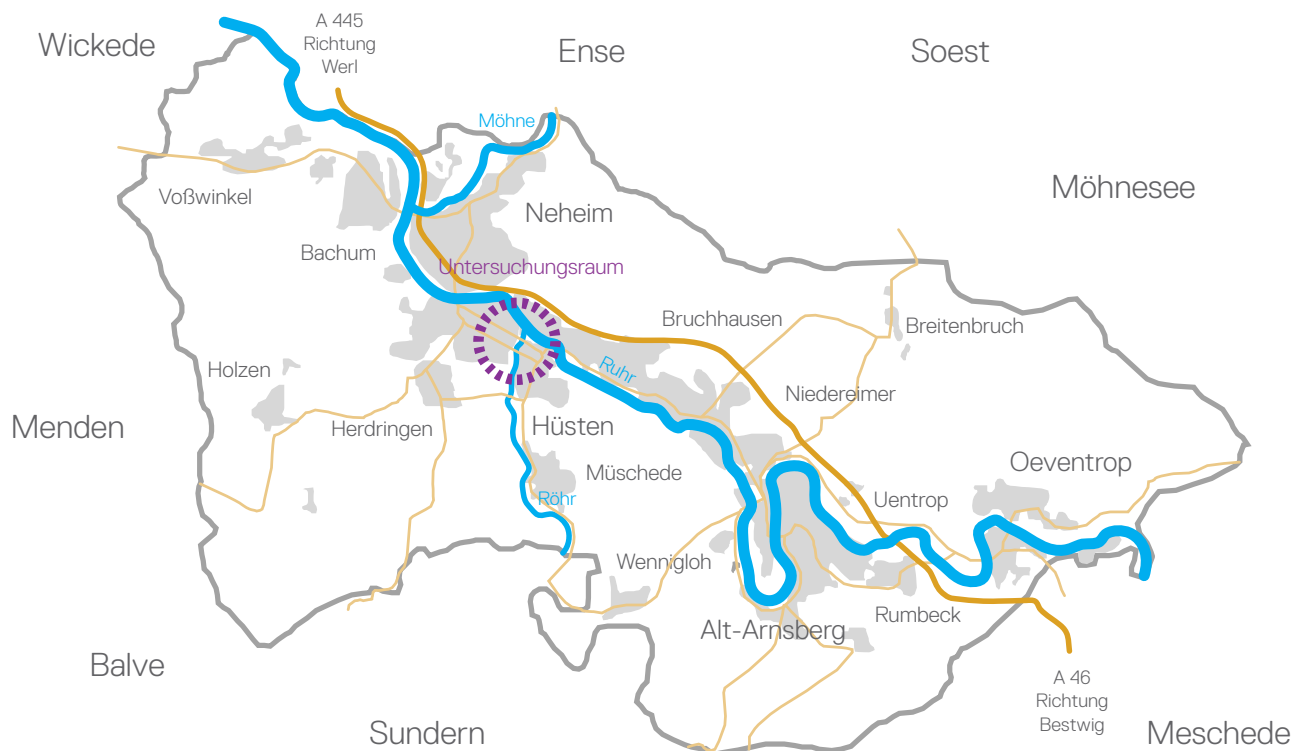 A 445
Richtung
Werl
Wickede
Ense
Soest
Möhne
Möhnesee
Voßwinkel
Neheim
Bachum
Untersuchungsraum
Bruchhausen
Breitenbruch
Holzen
Ruhr
Niedereimer
Menden
Herdringen
Hüsten
Oeventrop
Müschede
Röhr
Uentrop
Wennigloh
Rumbeck
Alt-Arnsberg
Balve
A 46
Richtung
Bestwig
Sundern
Meschede